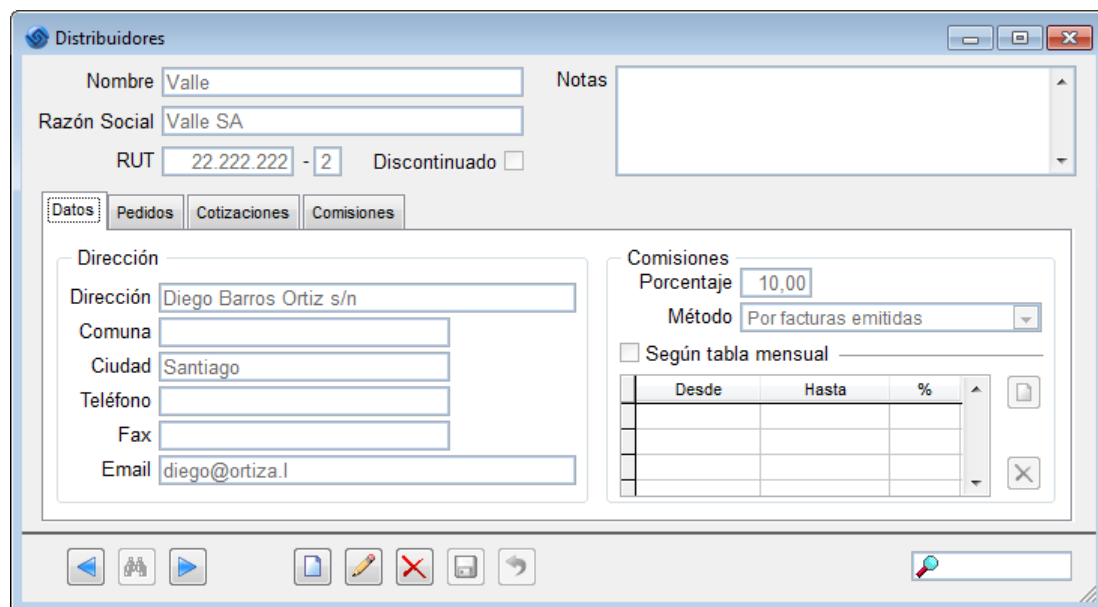 Distribuidores
Nombre Valle
Notas
Razón Social Valle SA
RUT 22.222.222 - 2 Discontinuado
Datos Pedidos Cotizaciones Comisiones
Dirección
Dirección Diego Barros Ortiz s/n
Comuna
Ciudad Santiago
Teléfono
Fax
Email diego@ortiza.l
Comisiones
Porcentaje 10,00
Método Por facturas emitidas
Según tabla mensual
Desde Hasta %